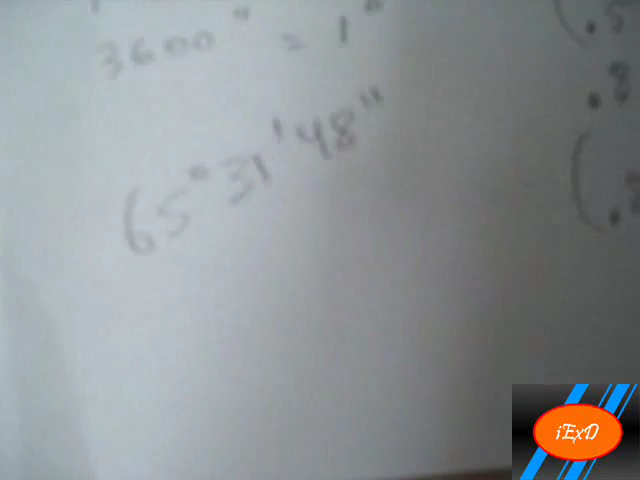 3600" = 1°
65° 31' 48"
iExD